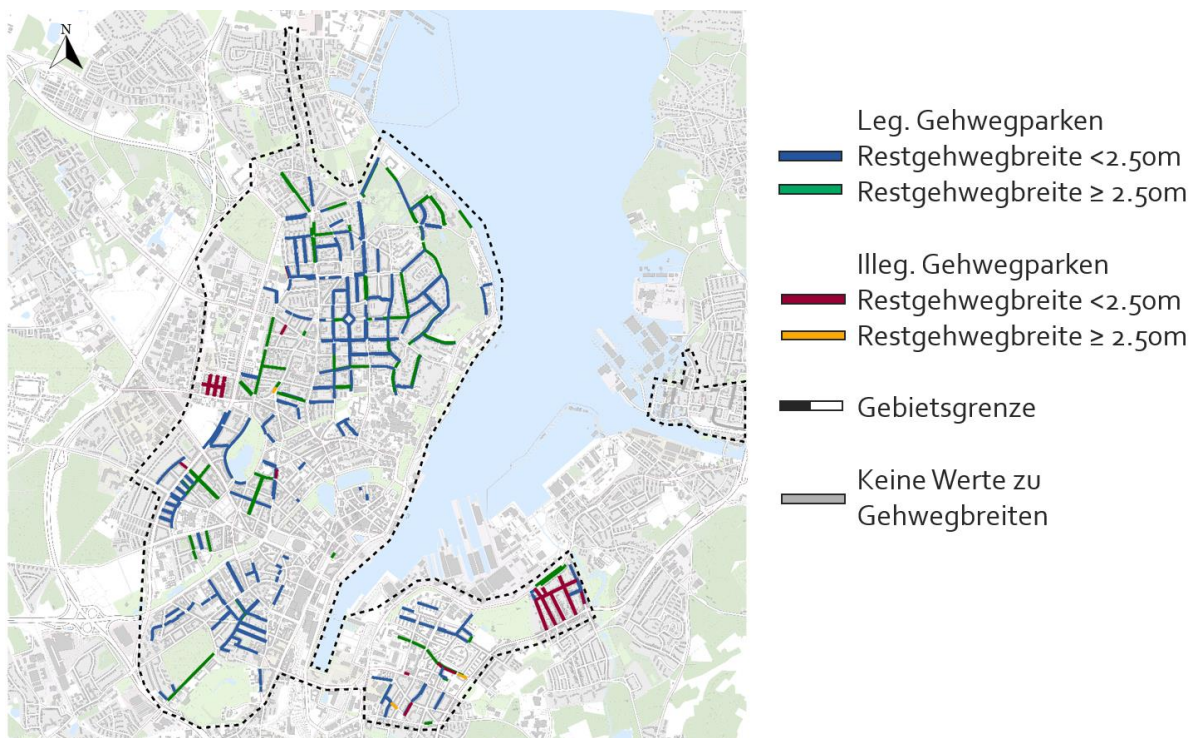 N
Leg. Gehwegparken
Restgehwegbreite <2.50m
Restgehwegbreite ≥ 2.50m
Illeg. Gehwegparken
Restgehwegbreite <2.50m
Restgehwegbreite ≥ 2.50m
Gebietsgrenze
Keine Werte zu
Gehwegbreiten